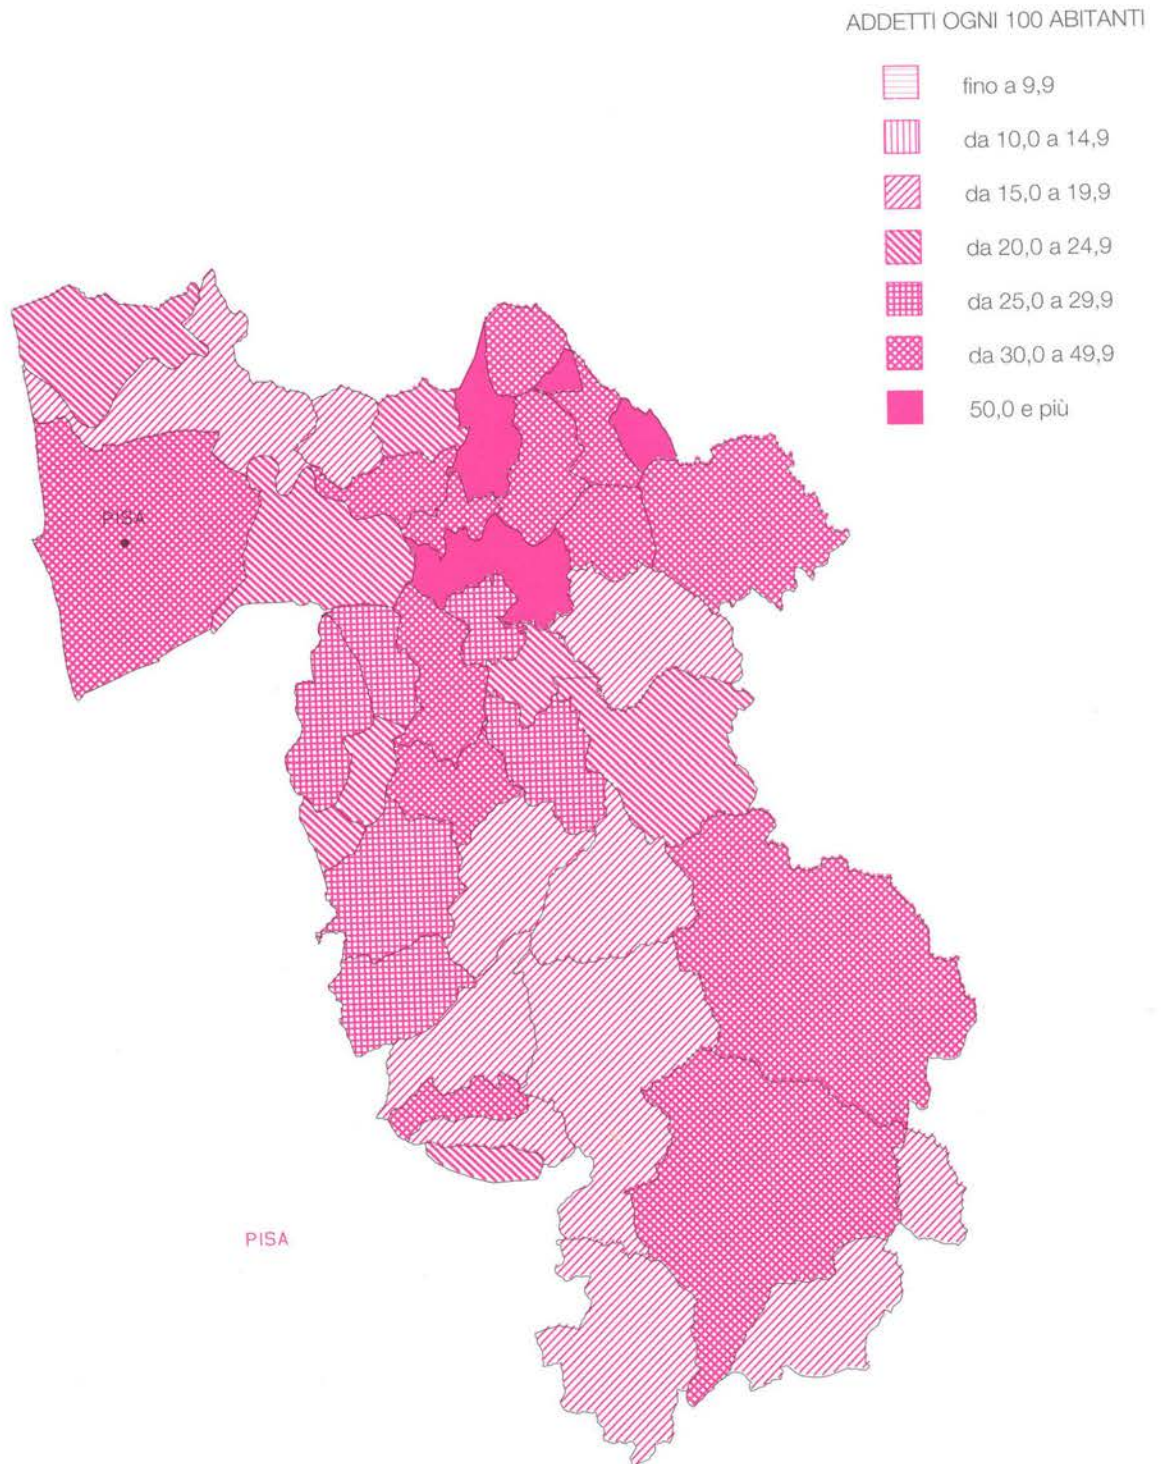 ADDETTI OGNI 100 ABITANTI
fino a 9,9
da 10,0 a 14,9
da 15,0 a 19,9
da 20,0 a 24,9
da 25,0 a 29,9
da 30,0 a 49,9
50,0 e più
PISA
PISA